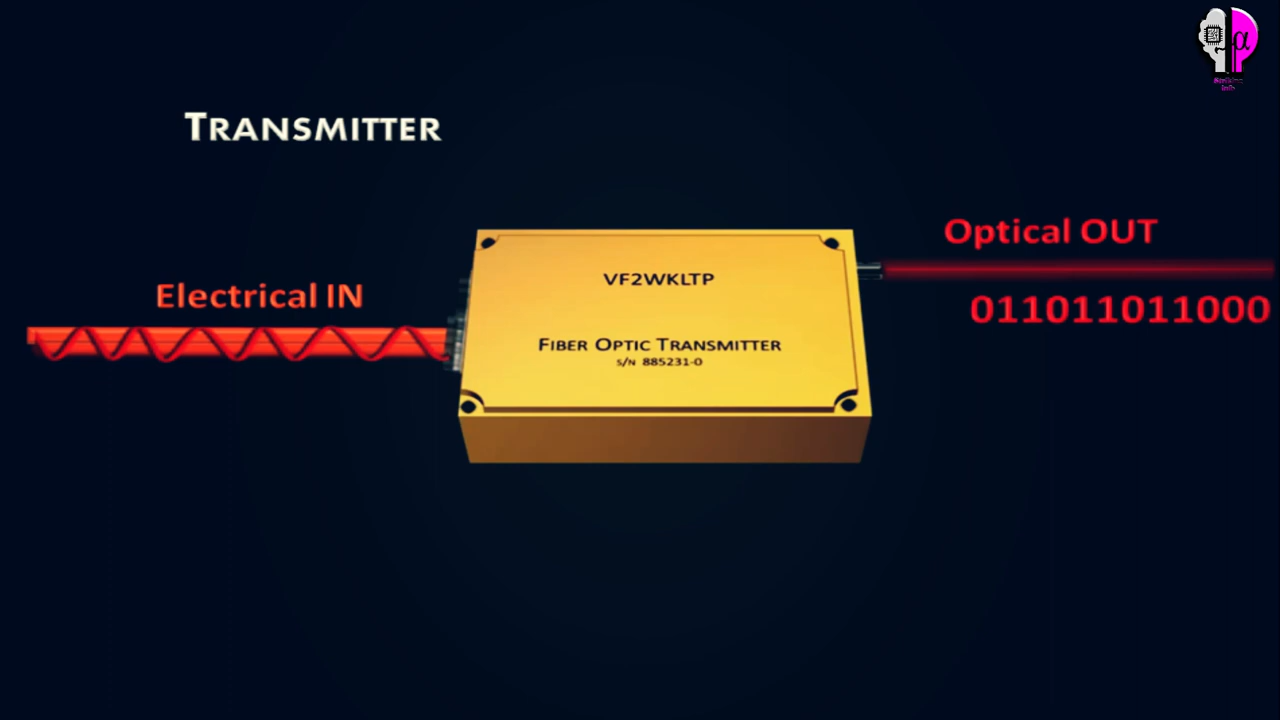 TRANSMITTER
Optical OUT
Electrical IN
011011011000
VF2WKLTP
FIBER OPTIC TRANSMITTER
S/N 885231-0
α